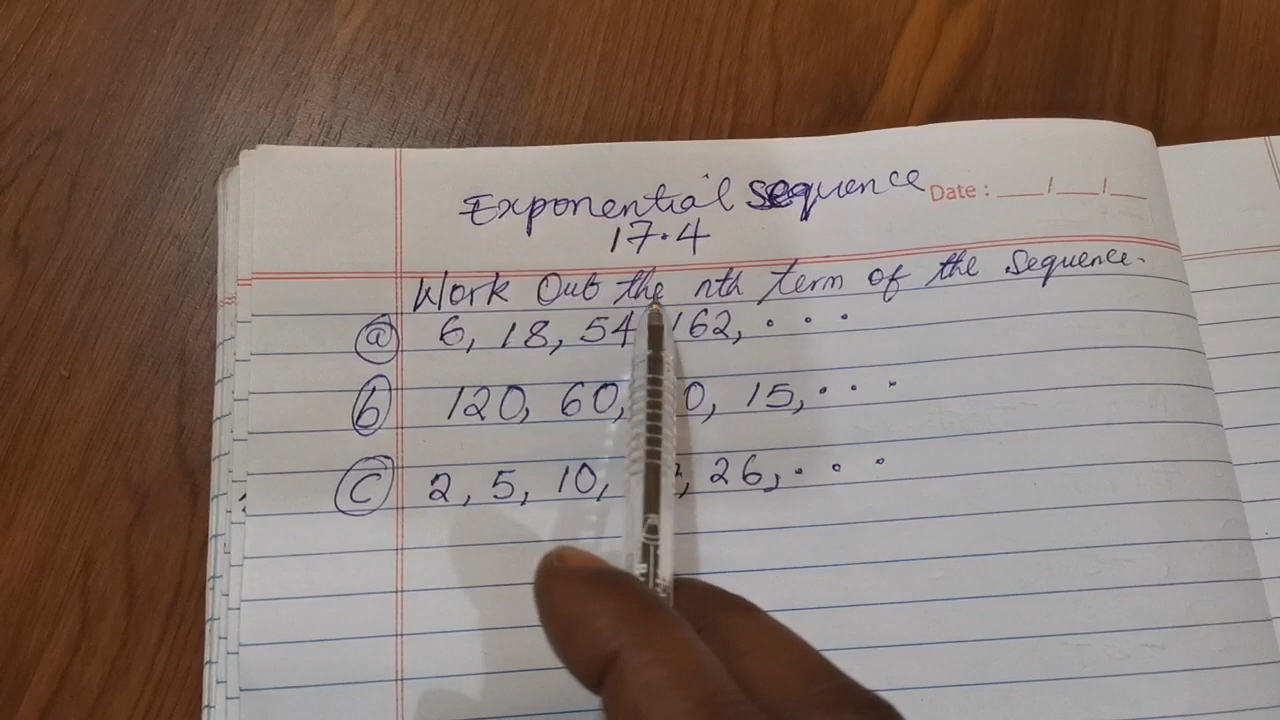 Exponential sequence
Date : ___/___/___
17.4
Work Out the nth term of the sequence.
(a) 6, 18, 54, 162, . . .
(b) 120, 60, 0, 15, . . .
(c) 2, 5, 10, , 26, . . .